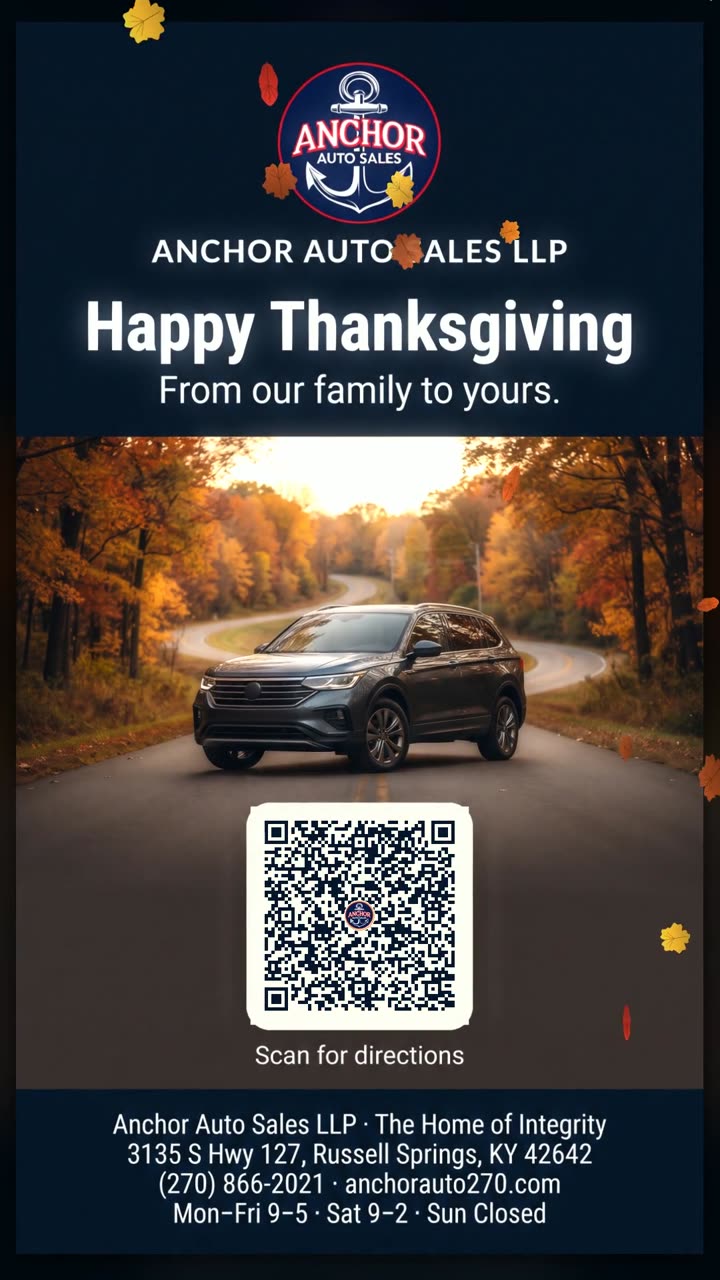 ANCHOR
AUTO SALES
ANCHOR AUTO SALES LLP
Happy Thanksgiving
From our family to yours.
ANCHOR
Scan for directions
Anchor Auto Sales LLP · The Home of Integrity
3135 S Hwy 127, Russell Springs, KY 42642
(270) 866-2021 · anchorauto270.com
Mon–Fri 9–5 · Sat 9–2 · Sun Closed